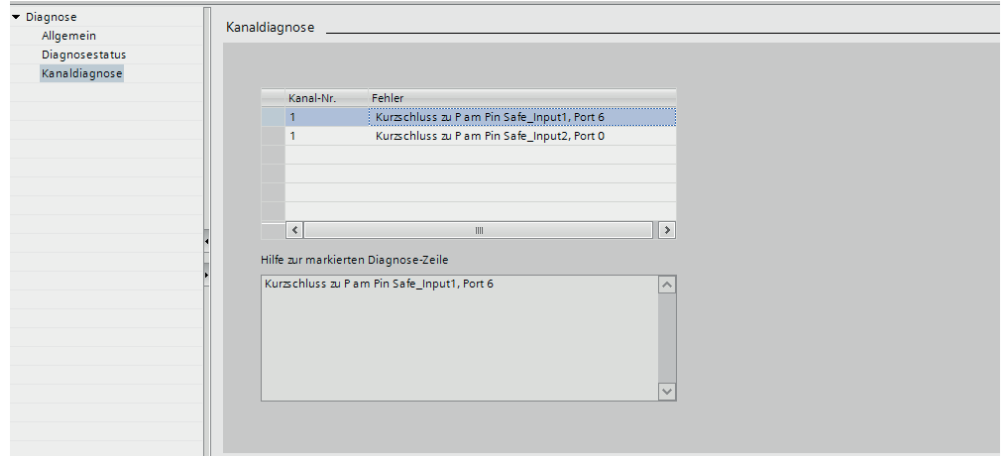 Diagnose
Allgemein
Diagnosestatus
Kanaldiagnose
Kanaldiagnose
Kanal-Nr. Fehler
1 Kurzschluss zu P am Pin Safe_Input1, Port 6
1 Kurzschluss zu P am Pin Safe_Input2, Port 0
Hilfe zur markierten Diagnose-Zeile
Kurzschluss zu P am Pin Safe_Input1, Port 6